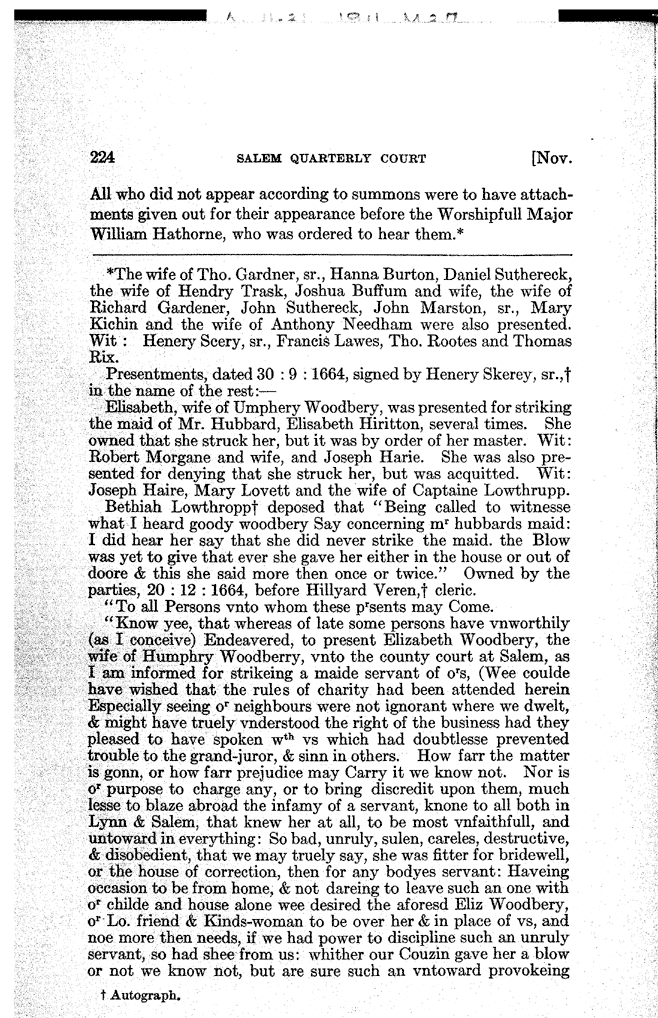 224 SALEM QUARTERLY COURT [Nov.
All who did not appear according to summons were to have attach-
ments given out for their appearance before the Worshipfull Major
William Hathorne, who was ordered to hear them.*
*The wife of Tho. Gardner, sr., Hanna Burton, Daniel Suthereck,
the wife of Hendry Trask, Joshua Buffum and wife, the wife of
Richard Gardener, John Suthereck, John Marston, sr., Mary
Kichin and the wife of Anthony Needham were also presented.
Wit : Henery Scery, sr., Francis Lawes, Tho. Rootes and Thomas
Rix.
Presentments, dated 30 : 9 : 1664, signed by Henery Skerey, sr.,†
in the name of the rest:—
Elisabeth, wife of Umphery Woodbery, was presented for striking
the maid of Mr. Hubbard, Elisabeth Hiritton, several times. She
owned that she struck her, but it was by order of her master. Wit:
Robert Morgane and wife, and Joseph Harie. She was also pre-
sented for denying that she struck her, but was acquitted. Wit:
Joseph Haire, Mary Lovett and the wife of Captaine Lowthrupp.
Bethiah Lowthropp† deposed that "Being called to witnesse
what I heard goody woodbery Say concerning mʳ hubbards maid:
I did hear her say that she did never strike the maid. the Blow
was yet to give that ever she gave her either in the house or out of
doore & this she said more then once or twice." Owned by the
parties, 20 : 12 : 1664, before Hillyard Veren,† cleric.
"To all Persons vnto whom these pʳsents may Come.
"Know yee, that whereas of late some persons have vnworthily
(as I conceive) Endeavered, to present Elizabeth Woodbery, the
wife of Humphry Woodberry, vnto the county court at Salem, as
I am informed for strikeing a maide servant of oʳs, (Wee coulde
have wished that the rules of charity had been attended herein
Especially seeing oʳ neighbours were not ignorant where we dwelt,
& might have truely vnderstood the right of the business had they
pleased to have spoken wᵗʰ vs which had doubtlesse prevented
trouble to the grand-juror, & sinn in others. How farr the matter
is gonn, or how farr prejudice may Carry it we know not. Nor is
oʳ purpose to charge any, or to bring discredit upon them, much
lesse to blaze abroad the infamy of a servant, knone to all both in
Lynn & Salem, that knew her at all, to be most vnfaithfull, and
untoward in everything: So bad, unruly, sulen, careles, destructive,
& disobedient, that we may truely say, she was fitter for bridewell,
or the house of correction, then for any bodyes servant: Haveing
occasion to be from home, & not dareing to leave such an one with
oʳ childe and house alone wee desired the aforesd Eliz Woodbery,
oʳ Lo. friend & Kinds-woman to be over her & in place of vs, and
noe more then needs, if we had power to discipline such an unruly
servant, so had shee from us: whither our Couzin gave her a blow
or not we know not, but are sure such an vntoward provokeing
† Autograph.